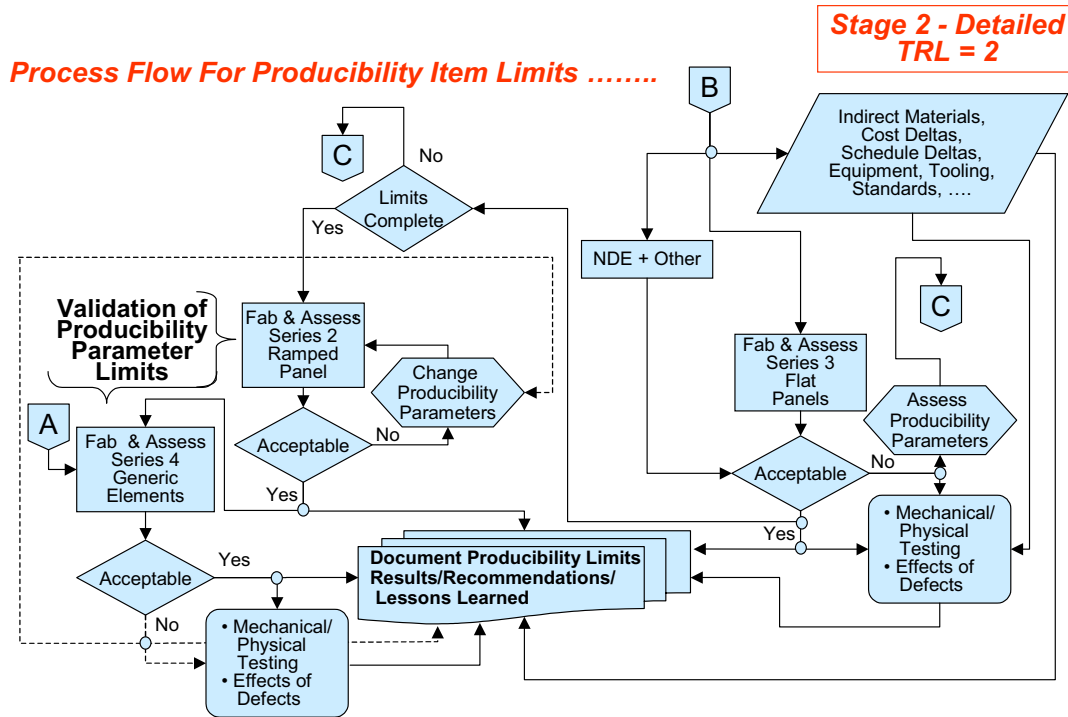 Stage 2 - Detailed
TRL = 2
Process Flow For Producibility Item Limits ……..
B
Indirect Materials,
Cost Deltas,
Schedule Deltas,
Equipment, Tooling,
Standards, ….
C
No
Limits
Complete
Yes
NDE + Other
C
Validation of
Producibility
Parameter
Limits
Fab & Assess
Series 2
Ramped
Panel
Change
Producibility
Parameters
Fab & Assess
Series 3
Flat
Panels
Assess
Producibility
Parameters
A
Fab & Assess
Series 4
Generic
Elements
Acceptable
No
Yes
Acceptable
No
Yes
• Mechanical/
Physical
Testing
• Effects of
Defects
Acceptable
Yes
No
Document Producibility Limits
Results/Recommendations/
Lessons Learned
• Mechanical/
Physical
Testing
• Effects of
Defects